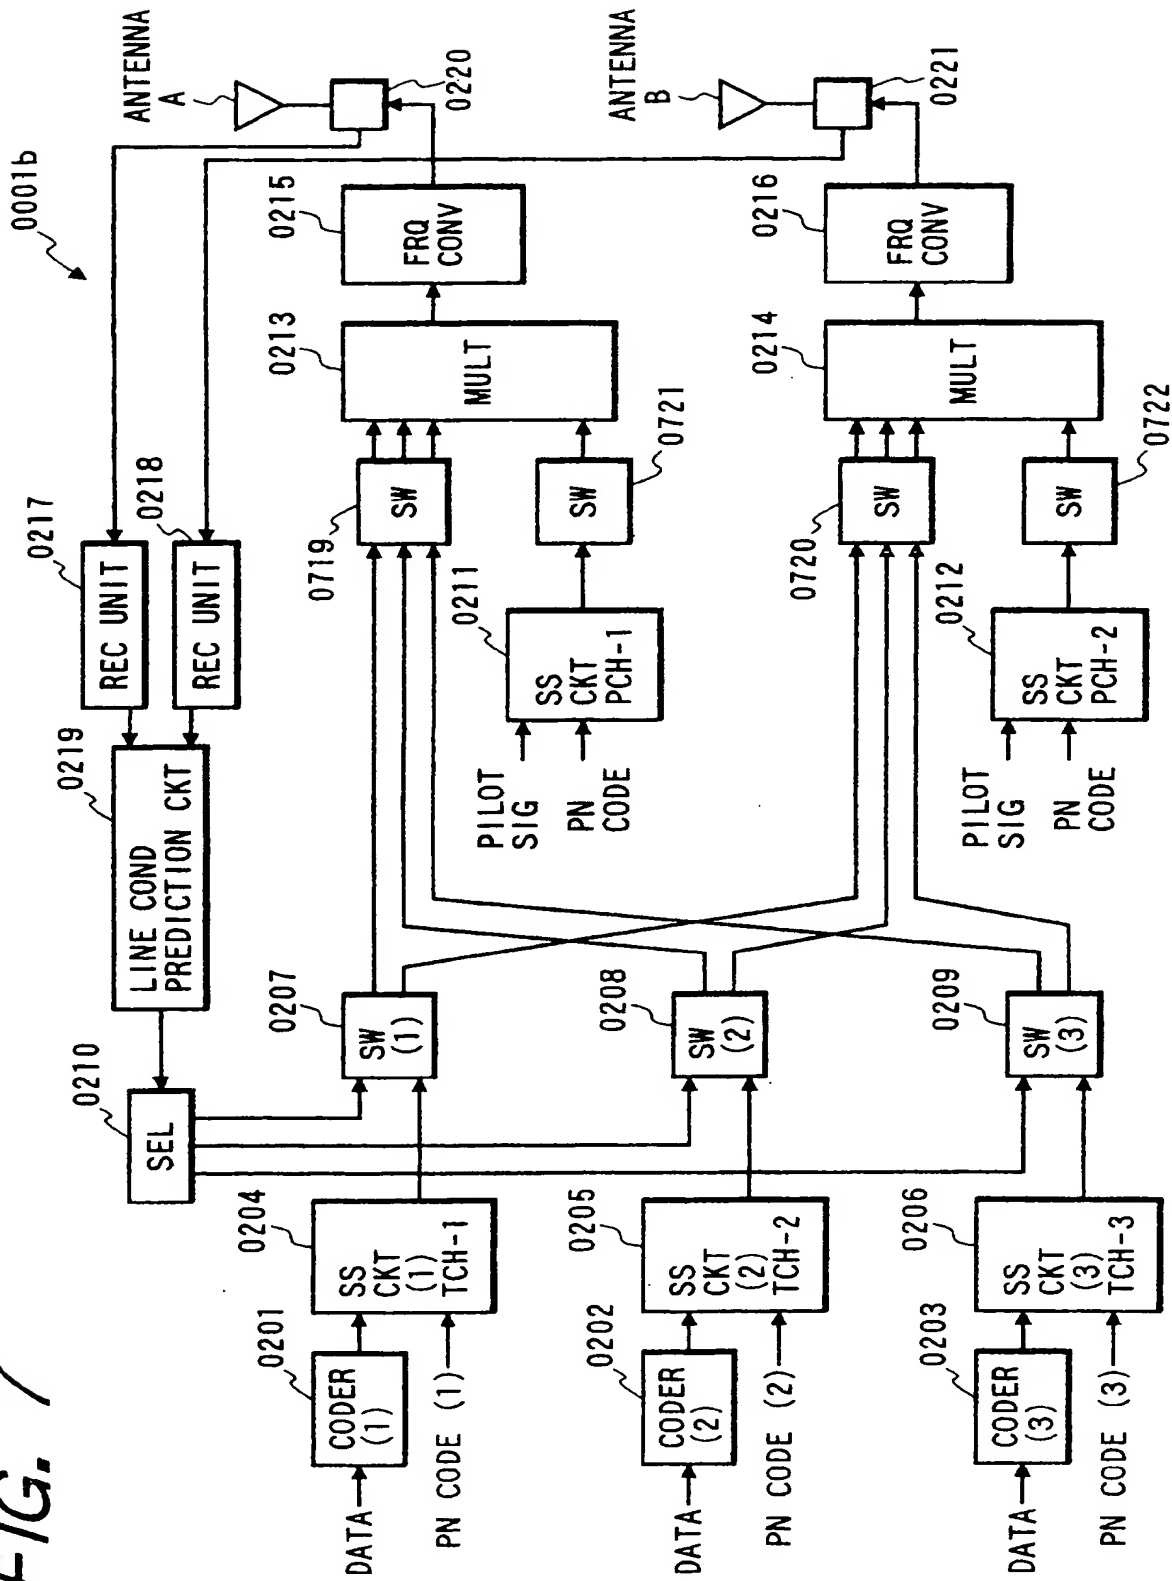 FIG. 7
0001b
ANTENNA
A
0220
ANTENNA
B
0221
0217
REC UNIT
0218
REC UNIT
0219
LINE COND
PREDICTION CKT
0210
SEL
0215
FRQ
CONV
0213
MULT
0719
SW
0721
SW
0211
SS
CKT
PCH-1
PILOT
SIG
PN
CODE
0216
FRQ
CONV
0214
MULT
0720
SW
0722
SW
0212
SS
CKT
PCH-2
PILOT
SIG
PN
CODE
0207
SW
(1)
0208
SW
(2)
0209
SW
(3)
0204
SS
CKT
(1)
TCH-1
0201
CODER
(1)
DATA
PN CODE (1)
0205
SS
CKT
(2)
TCH-2
0202
CODER
(2)
DATA
PN CODE (2)
0206
SS
CKT
(3)
TCH-3
0203
CODER
(3)
DATA
PN CODE (3)